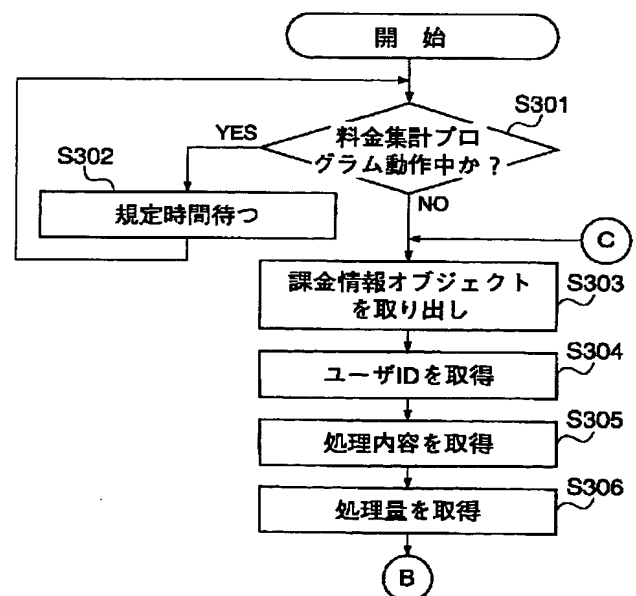 開 始
S301
料金集計プロ
グラム動作中か?
YES
S302
規定時間待つ
NO
C
課金情報オブジェクト
を取り出し
S303
S304
ユーザIDを取得
S305
処理内容を取得
S306
処理量を取得
B